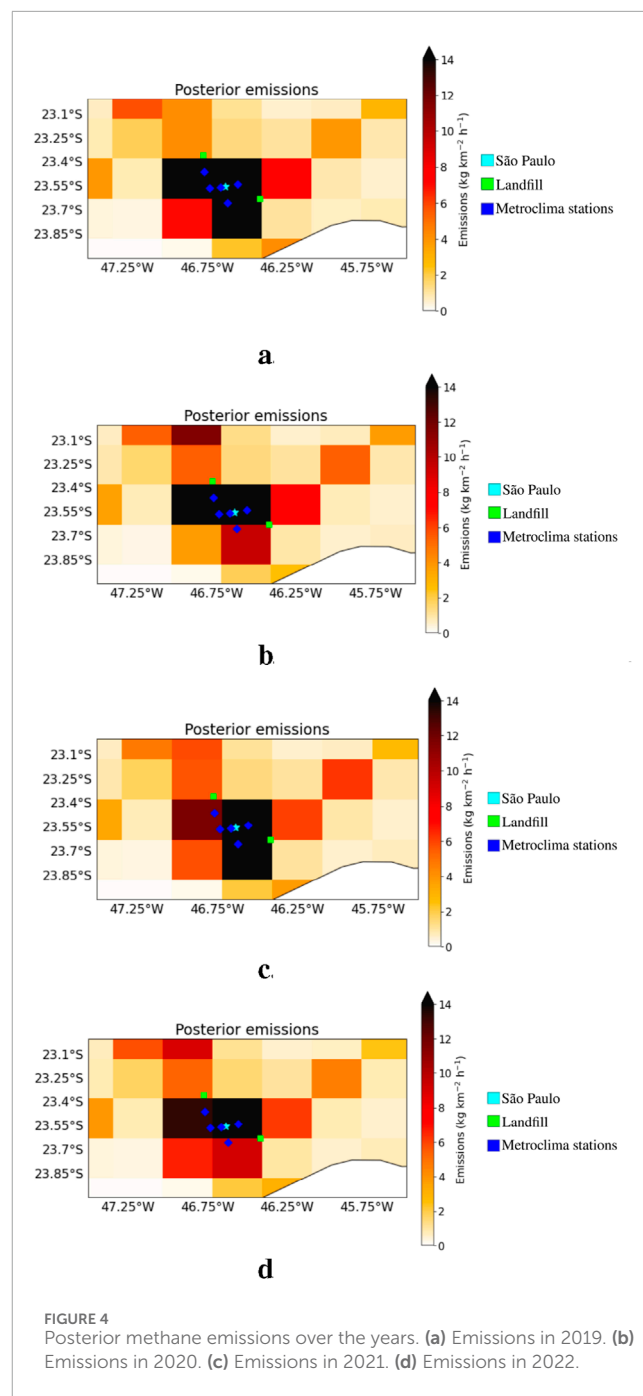 Posterior emissions
23.1°S
23.25°S
23.4°S
23.55°S
23.7°S
23.85°S
47.25°W 46.75°W 46.25°W 45.75°W
14
12
10
8
6
4
2
0
Emissions (kg km⁻² h⁻¹)
São Paulo
Landfill
Metroclima stations
a.
Posterior emissions
23.1°S
23.25°S
23.4°S
23.55°S
23.7°S
23.85°S
47.25°W 46.75°W 46.25°W 45.75°W
14
12
10
8
6
4
2
0
Emissions (kg km⁻² h⁻¹)
São Paulo
Landfill
Metroclima stations
b.
Posterior emissions
23.1°S
23.25°S
23.4°S
23.55°S
23.7°S
23.85°S
47.25°W 46.75°W 46.25°W 45.75°W
14
12
10
8
6
4
2
0
Emissions (kg km⁻² h⁻¹)
São Paulo
Landfill
Metroclima stations
c.
Posterior emissions
23.1°S
23.25°S
23.4°S
23.55°S
23.7°S
23.85°S
47.25°W 46.75°W 46.25°W 45.75°W
14
12
10
8
6
4
2
0
Emissions (kg km⁻² h⁻¹)
São Paulo
Landfill
Metroclima stations
d
FIGURE 4
Posterior methane emissions over the years. (a) Emissions in 2019. (b)
Emissions in 2020. (c) Emissions in 2021. (d) Emissions in 2022.